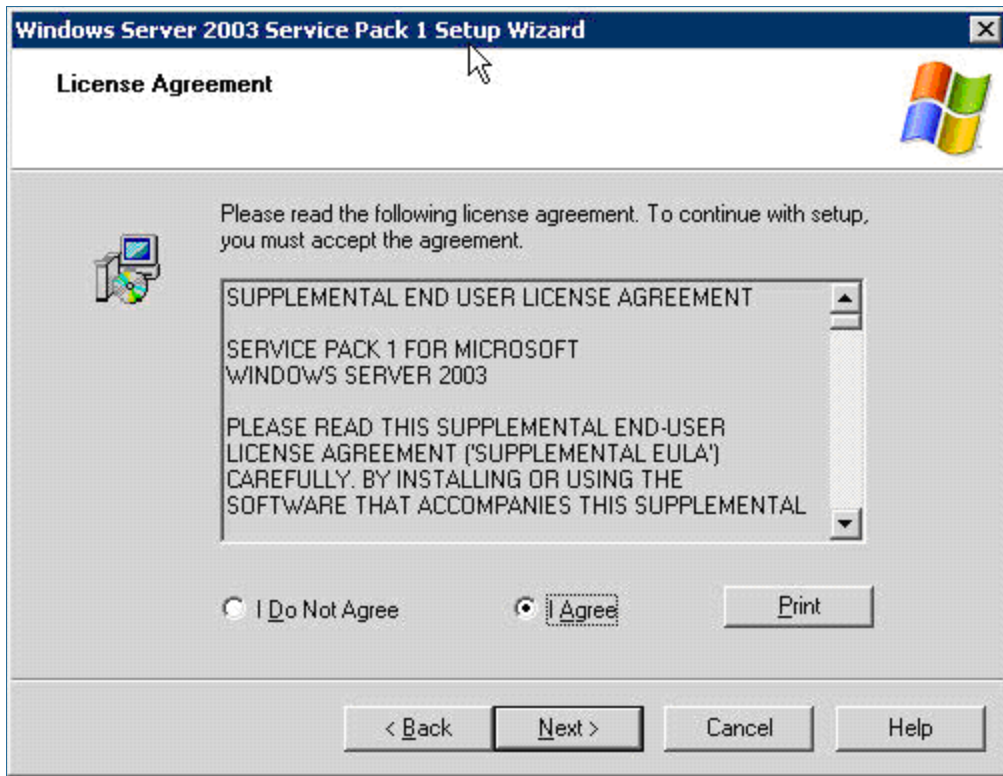 Windows Server 2003 Service Pack 1 Setup Wizard
License Agreement
Please read the following license agreement. To continue with setup,
you must accept the agreement.
SUPPLEMENTAL END USER LICENSE AGREEMENT
SERVICE PACK 1 FOR MICROSOFT
WINDOWS SERVER 2003
PLEASE READ THIS SUPPLEMENTAL END-USER
LICENSE AGREEMENT ('SUPPLEMENTAL EULA')
CAREFULLY. BY INSTALLING OR USING THE
SOFTWARE THAT ACCOMPANIES THIS SUPPLEMENTAL
I Do Not Agree I Agree Print
< Back Next > Cancel Help